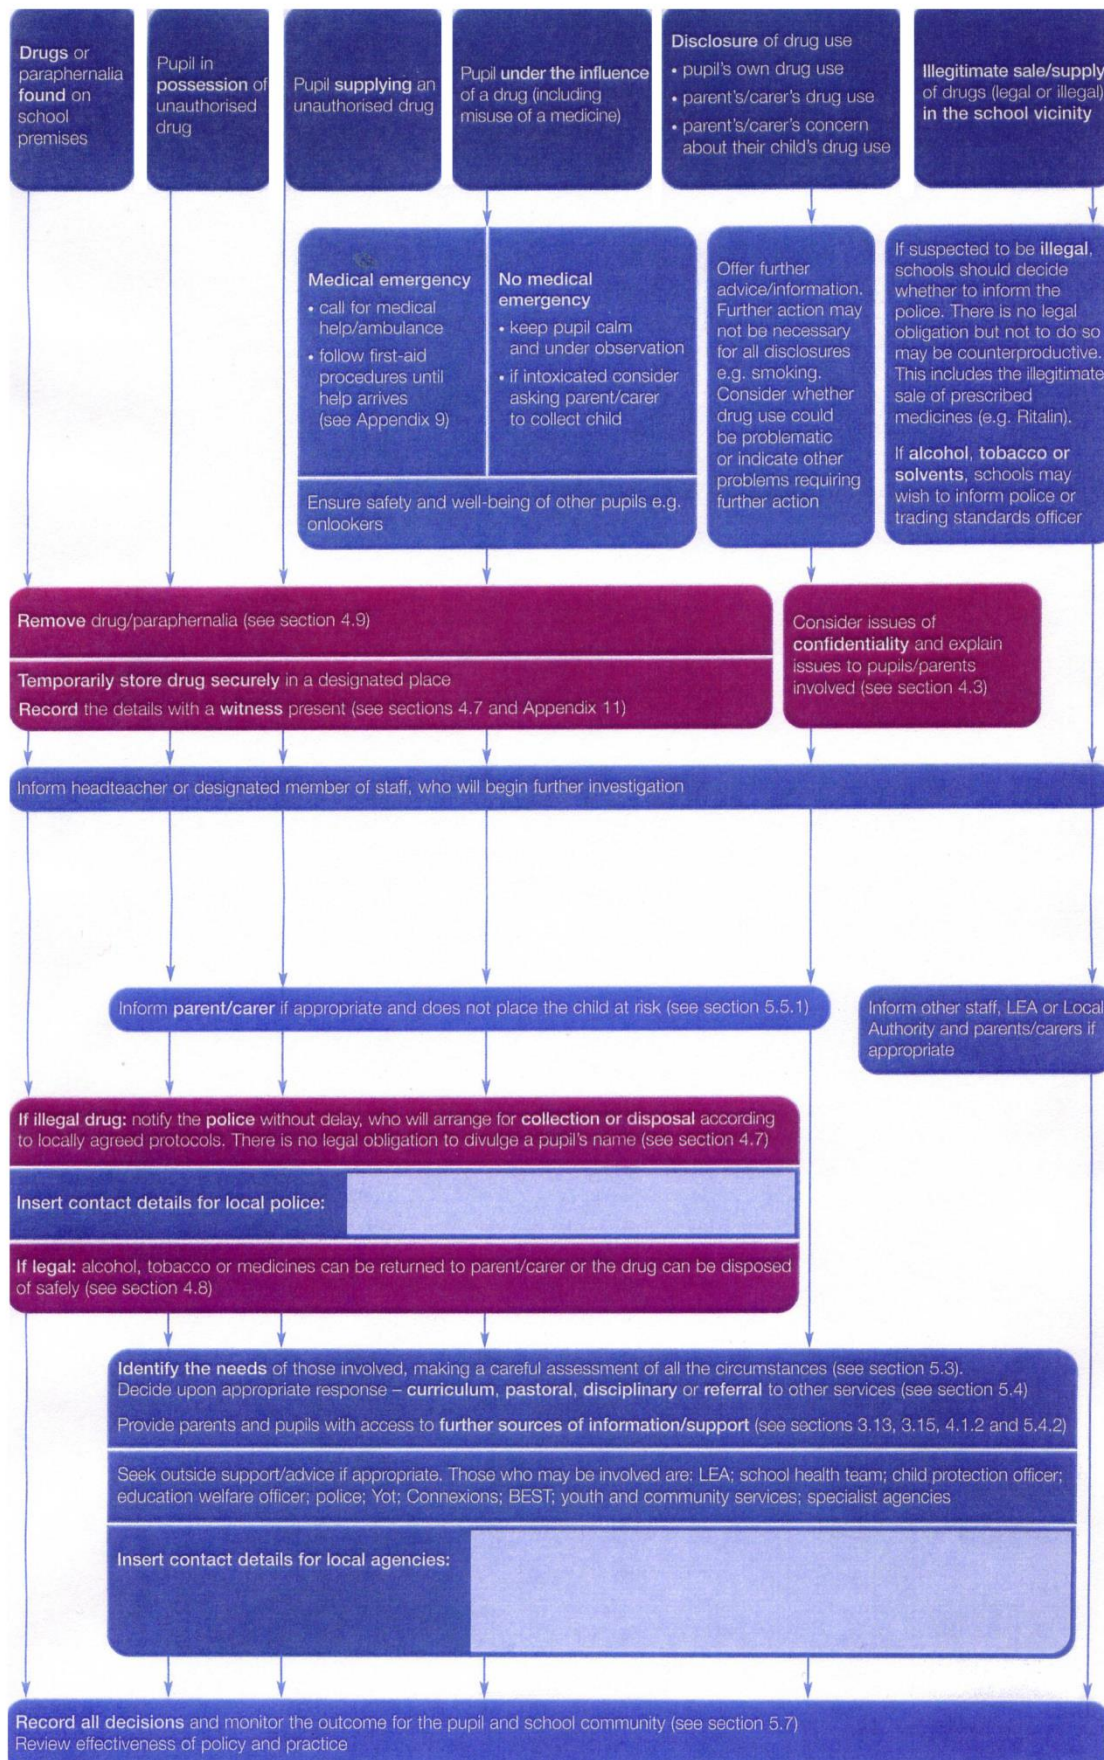 Drugs or
paraphernalia
found on
school
premises
Pupil in
possession of
unauthorised
drug
Pupil supplying an
unauthorised drug
Pupil under the influence
of a drug (including
misuse of a medicine)
Disclosure of drug use
• pupil's own drug use
• parent's/carer's drug use
• parent's/carer's concern
about their child's drug use
Illegitimate sale/supply
of drugs (legal or illegal)
in the school vicinity
Medical emergency
• call for medical
help/ambulance
• follow first-aid
procedures until
help arrives
(see Appendix 9)
No medical
emergency
• keep pupil calm
and under observation
• if intoxicated consider
asking parent/carer
to collect child
Ensure safety and well-being of other pupils e.g.
onlookers
Offer further
advice/information.
Further action may
not be necessary
for all disclosures
e.g. smoking.
Consider whether
drug use could
be problematic
or indicate other
problems requiring
further action
If suspected to be illegal,
schools should decide
whether to inform the
police. There is no legal
obligation but not to do so
may be counterproductive.
This includes the illegitimate
sale of prescribed
medicines (e.g. Ritalin).
If alcohol, tobacco or
solvents, schools may
wish to inform police or
trading standards officer
Remove drug/paraphernalia (see section 4.9)
Temporarily store drug securely in a designated place
Record the details with a witness present (see sections 4.7 and Appendix 11)
Consider issues of
confidentiality and explain
issues to pupils/parents
involved (see section 4.3)
Inform headteacher or designated member of staff, who will begin further investigation
Inform parent/carer if appropriate and does not place the child at risk (see section 5.5.1)
Inform other staff, LEA or Local
Authority and parents/carers if
appropriate
If illegal drug: notify the police without delay, who will arrange for collection or disposal according
to locally agreed protocols. There is no legal obligation to divulge a pupil's name (see section 4.7)
Insert contact details for local police:
If legal: alcohol, tobacco or medicines can be returned to parent/carer or the drug can be disposed
of safely (see section 4.8)
Identify the needs of those involved, making a careful assessment of all the circumstances (see section 5.3).
Decide upon appropriate response – curriculum, pastoral, disciplinary or referral to other services (see section 5.4)
Provide parents and pupils with access to further sources of information/support (see sections 3.13, 3.15, 4.1.2 and 5.4.2)
Seek outside support/advice if appropriate. Those who may be involved are: LEA; school health team; child protection officer;
education welfare officer; police; Yot; Connexions; BEST; youth and community services; specialist agencies
Insert contact details for local agencies:
Record all decisions and monitor the outcome for the pupil and school community (see section 5.7)
Review effectiveness of policy and practice